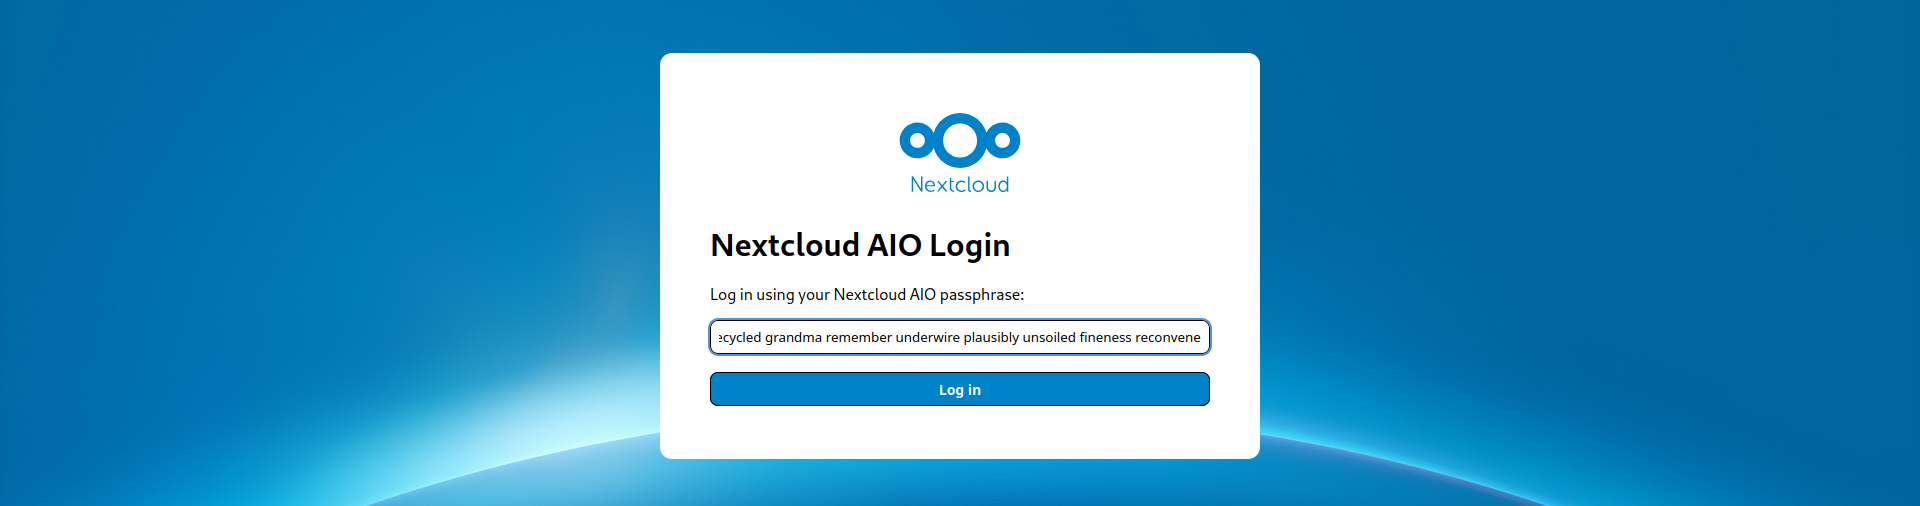 Nextcloud
Nextcloud AIO Login
Log in using your Nextcloud AIO passphrase:
ecycled grandma remember underwire plausibly unsoiled fineness reconvene
Log in